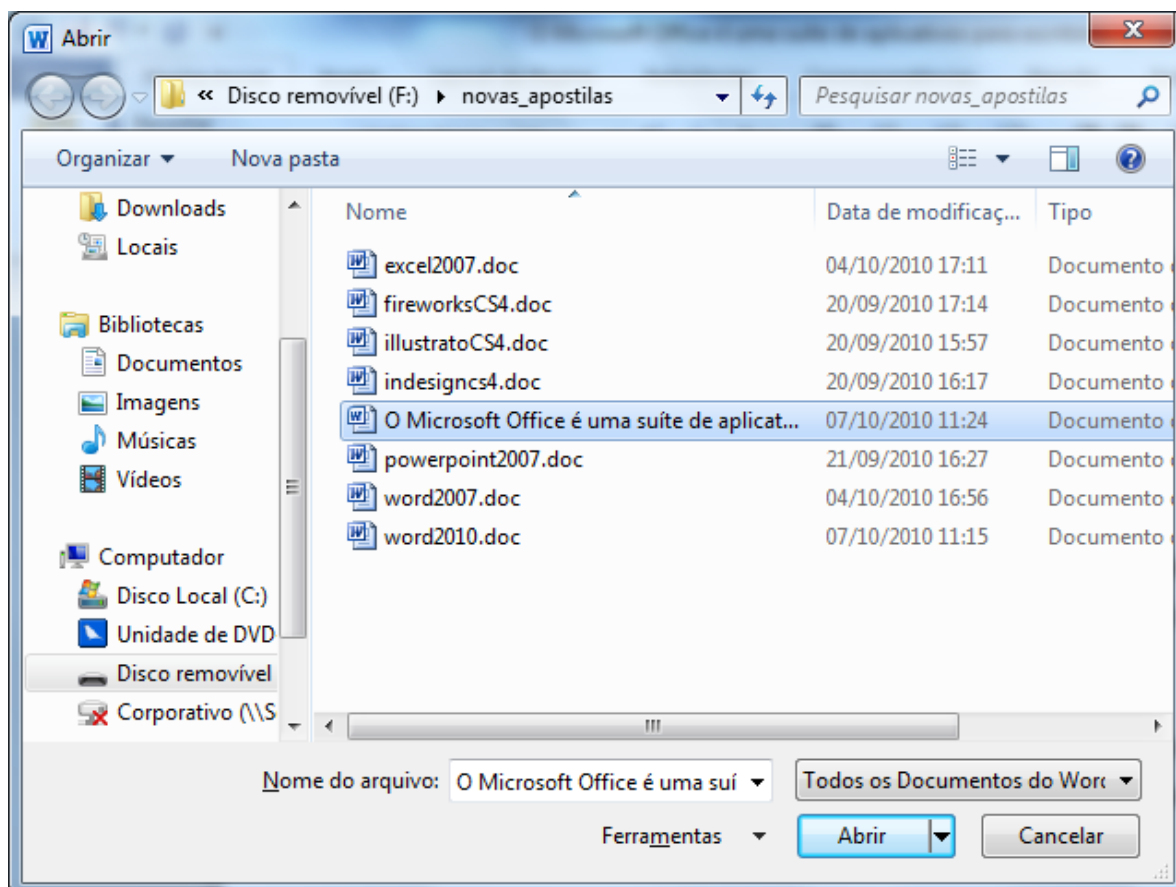 Abrir
« Disco removível (F:) novas_apostilas Pesquisar novas_apostilas
Organizar Nova pasta
Downloads
Locais
Bibliotecas
Documentos
Imagens
Músicas
Vídeos
Computador
Disco Local (C:)
Unidade de DVD
Disco removível
Corporativo (\\S
Nome Data de modificaç... Tipo
excel2007.doc 04/10/2010 17:11 Documento
fireworksCS4.doc 20/09/2010 17:14 Documento
illustratoCS4.doc 20/09/2010 15:57 Documento
indesigncs4.doc 20/09/2010 16:17 Documento
O Microsoft Office é uma suíte de aplicat... 07/10/2010 11:24 Documento
powerpoint2007.doc 21/09/2010 16:27 Documento
word2007.doc 04/10/2010 16:56 Documento
word2010.doc 07/10/2010 11:15 Documento
Nome do arquivo: O Microsoft Office é uma suí Todos os Documentos do Worc
Ferramentas Abrir Cancelar